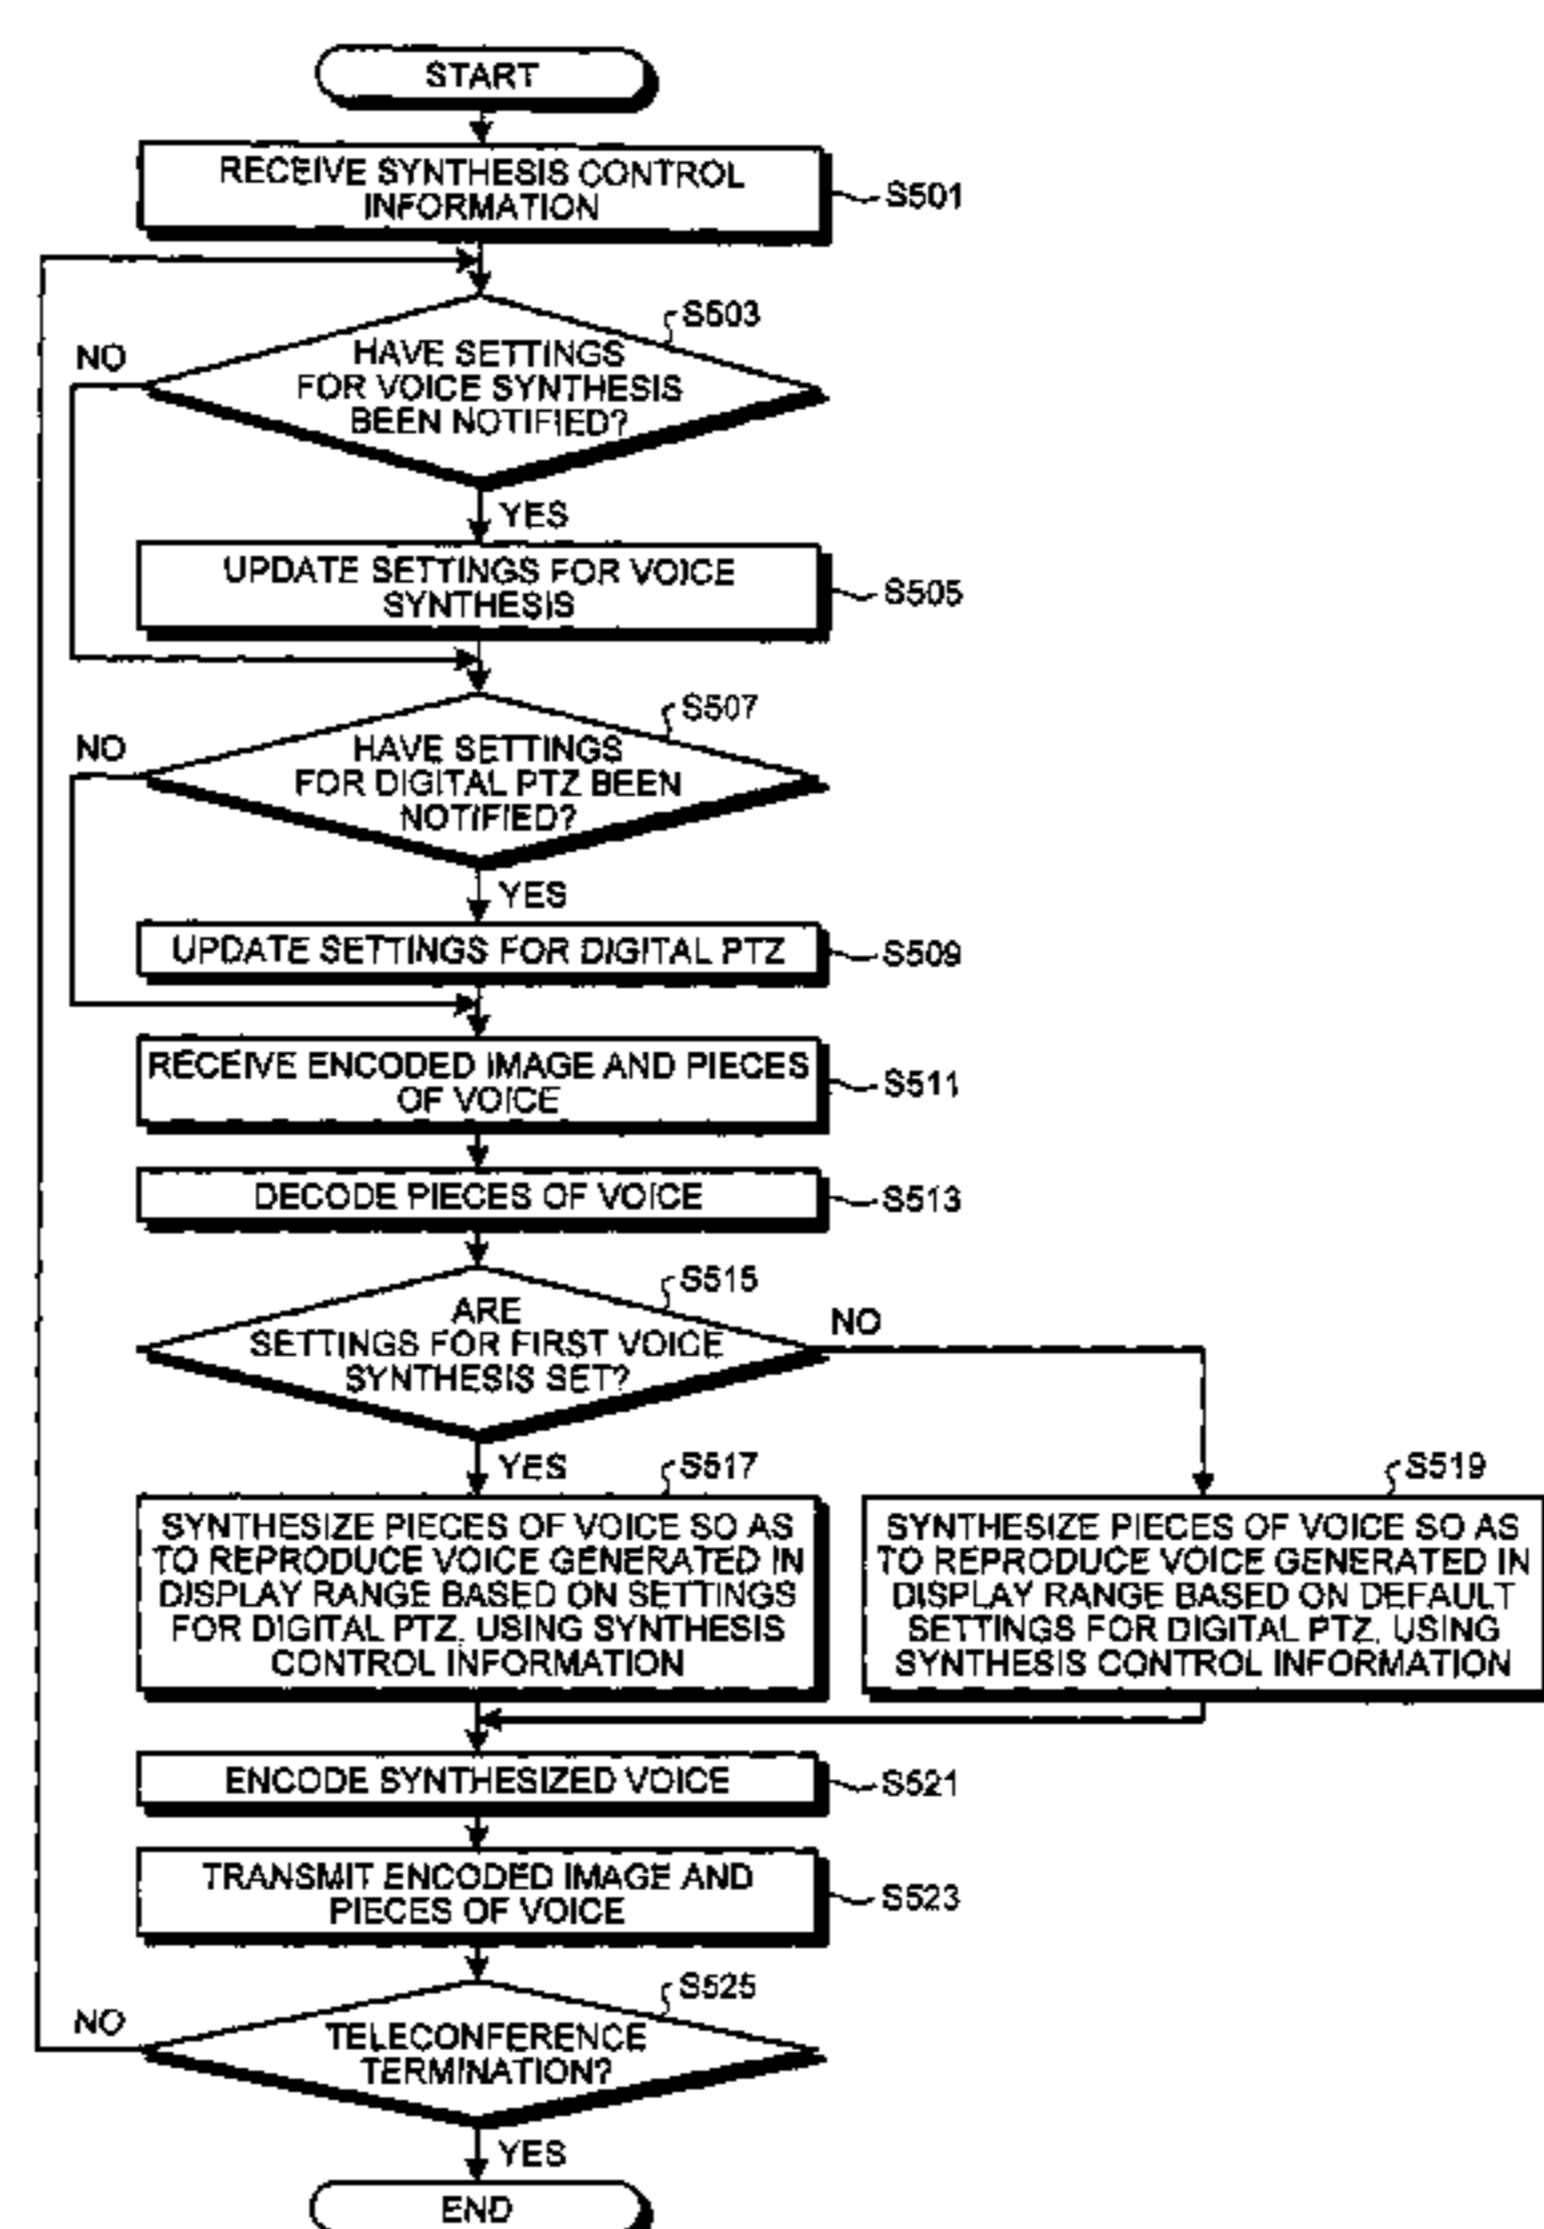 START
RECEIVE SYNTHESIS CONTROL
INFORMATION
S501
S503
NO
HAVE SETTINGS
FOR VOICE SYNTHESIS
BEEN NOTIFIED?
YES
UPDATE SETTINGS FOR VOICE
SYNTHESIS
S505
S507
NO
HAVE SETTINGS
FOR DIGITAL PTZ BEEN
NOTIFIED?
YES
UPDATE SETTINGS FOR DIGITAL PTZ
S509
RECEIVE ENCODED IMAGE AND PIECES
OF VOICE
S511
DECODE PIECES OF VOICE
S513
S515
ARE
SETTINGS FOR FIRST VOICE
SYNTHESIS SET?
NO
YES
S517
SYNTHESIZE PIECES OF VOICE SO AS
TO REPRODUCE VOICE GENERATED IN
DISPLAY RANGE BASED ON SETTINGS
FOR DIGITAL PTZ, USING SYNTHESIS
CONTROL INFORMATION
S519
SYNTHESIZE PIECES OF VOICE SO AS
TO REPRODUCE VOICE GENERATED IN
DISPLAY RANGE BASED ON DEFAULT
SETTINGS FOR DIGITAL PTZ, USING
SYNTHESIS CONTROL INFORMATION
ENCODE SYNTHESIZED VOICE
S521
TRANSMIT ENCODED IMAGE AND
PIECES OF VOICE
S523
S525
NO
TELECONFERENCE
TERMINATION?
YES
END